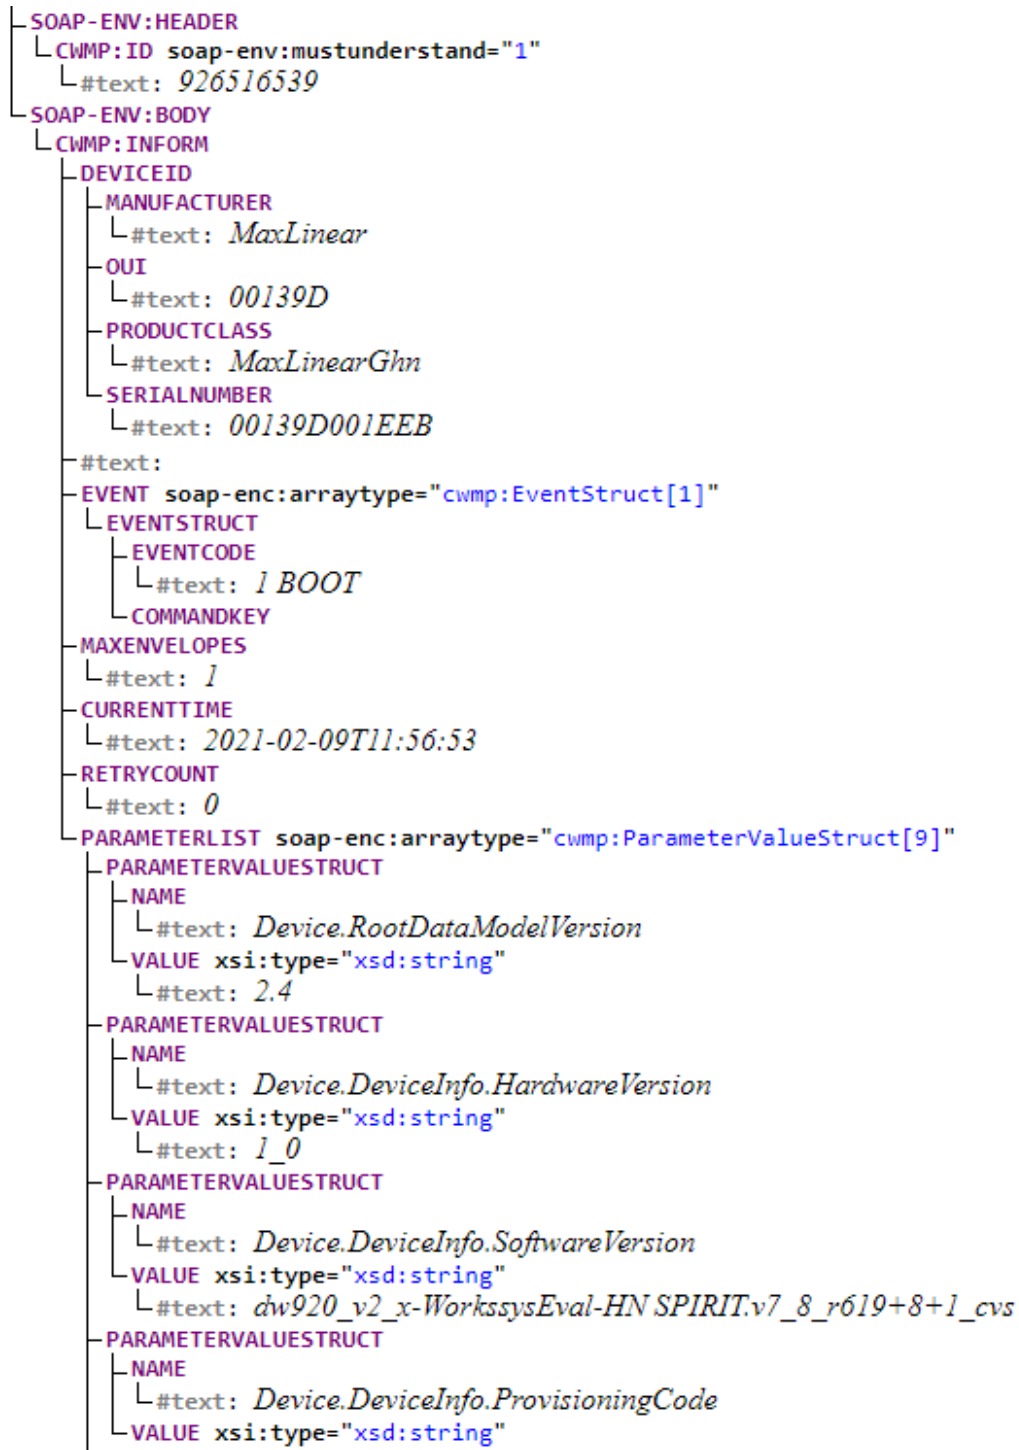 SOAP-ENV:HEADER
CWMP:ID soap-env:mustunderstand="1"
#text: 926516539
SOAP-ENV:BODY
CWMP:INFORM
DEVICEID
MANUFACTURER
#text: MaxLinear
OUI
#text: 00139D
PRODUCTCLASS
#text: MaxLinearGhn
SERIALNUMBER
#text: 00139D001EEB
#text:
EVENT soap-enc:arraytype="cwmp:EventStruct[1]"
EVENTSTRUCT
EVENTCODE
#text: 1 BOOT
COMMANDKEY
MAXENVELOPES
#text: 1
CURRENTTIME
#text: 2021-02-09T11:56:53
RETRYCOUNT
#text: 0
PARAMETERLIST soap-enc:arraytype="cwmp:ParameterValueStruct[9]"
PARAMETERVALUESTRUCT
NAME
#text: Device.RootDataModelVersion
VALUE xsi:type="xsd:string"
#text: 2.4
PARAMETERVALUESTRUCT
NAME
#text: Device.DeviceInfo.HardwareVersion
VALUE xsi:type="xsd:string"
#text: 1_0
PARAMETERVALUESTRUCT
NAME
#text: Device.DeviceInfo.SoftwareVersion
VALUE xsi:type="xsd:string"
#text: dw920_v2_x-WorkssysEval-HN SPIRIT.v7_8_r619+8+1_cvs
PARAMETERVALUESTRUCT
NAME
#text: Device.DeviceInfo.ProvisioningCode
VALUE xsi:type="xsd:string"